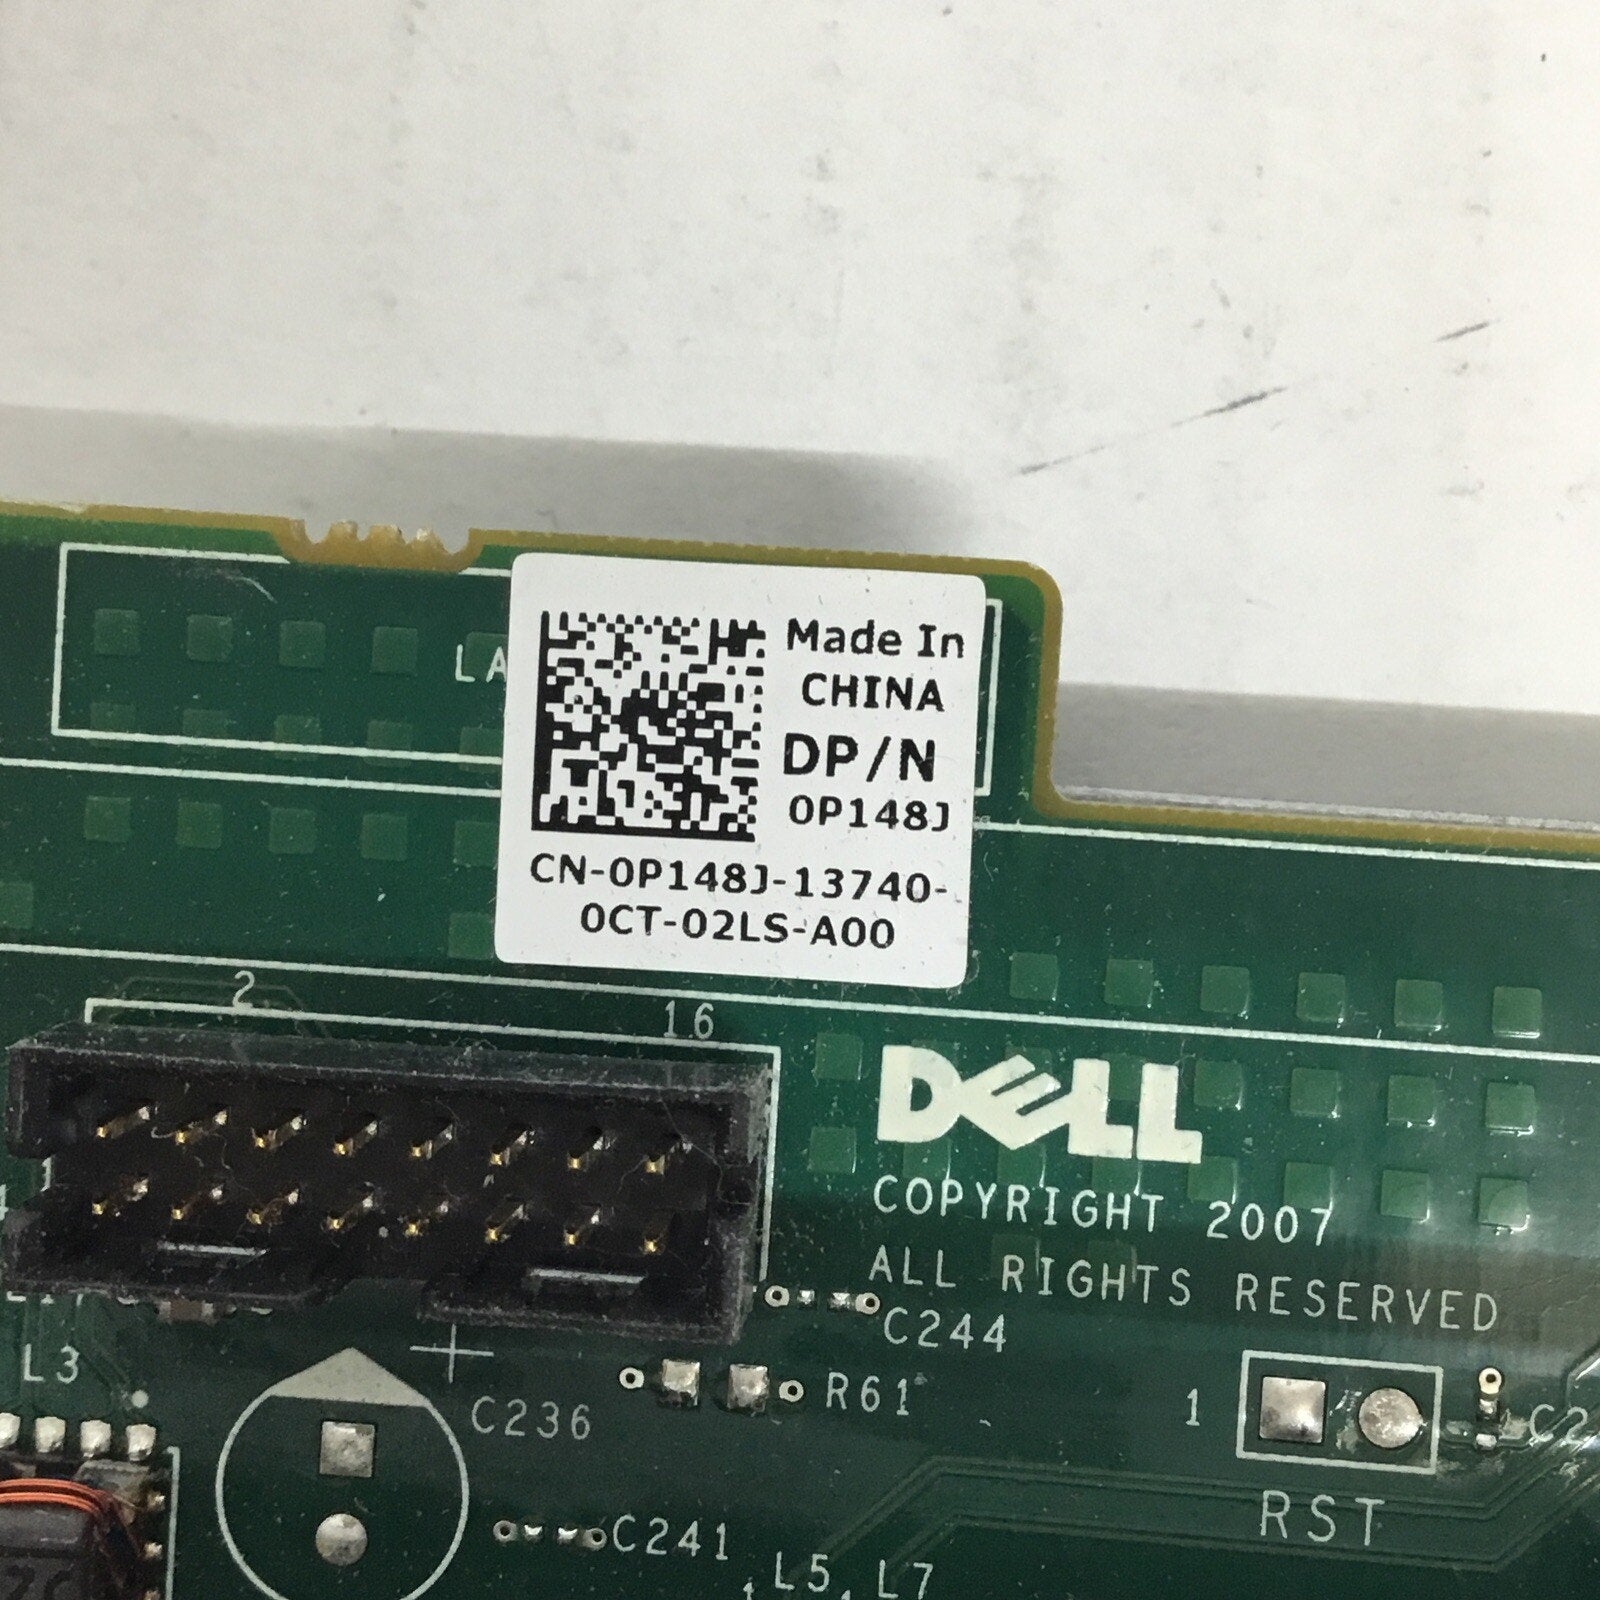 LA
Made In
CHINA
DP/N
0P148J
CN-0P148J-13740-
0CT-02LS-A00
2
16
DELL
COPYRIGHT 2007
ALL RIGHTS RESERVED
C244
L3
C236
R61
1
RST
C241
L5
L7